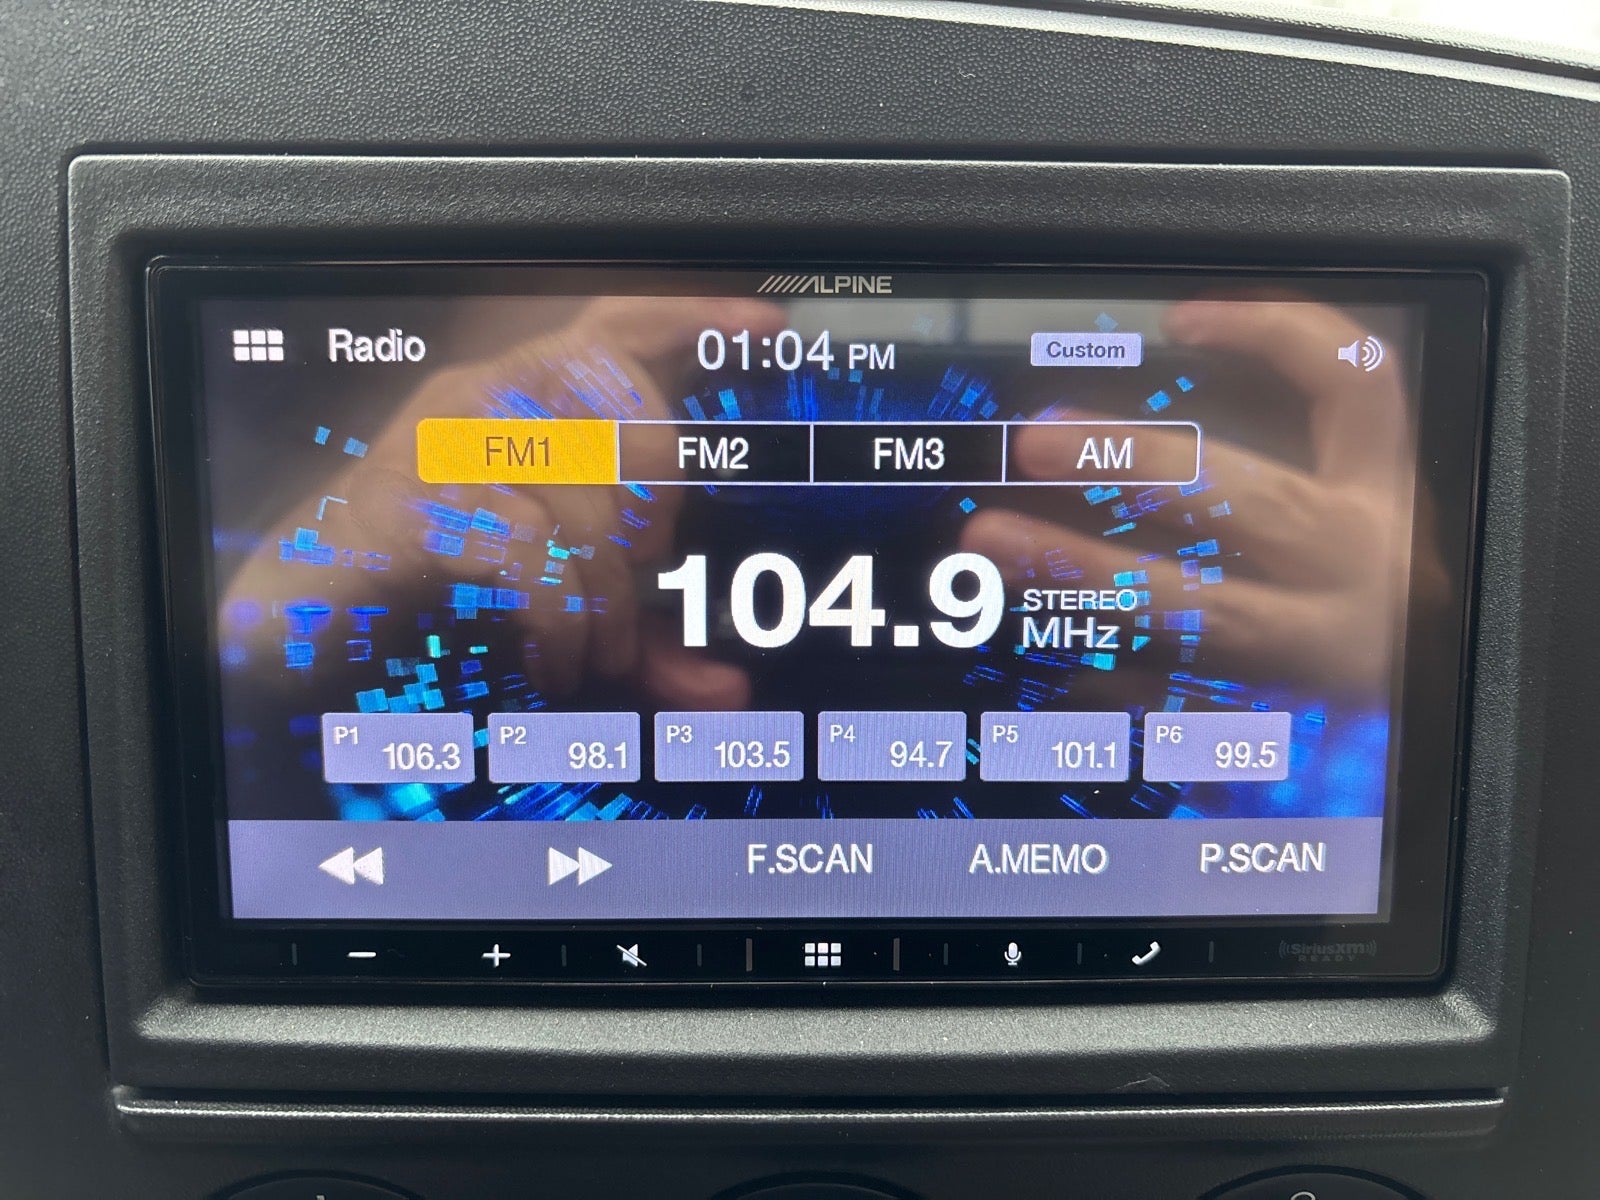 ALPINE
Radio 01:04 PM Custom
FM1 FM2 FM3 AM
104.9 STEREO
MHz
P1 106.3 P2 98.1 P3 103.5 P4 94.7 P5 101.1 P6 99.5
F.SCAN A.MEMO P.SCAN
SiriusXM
READY